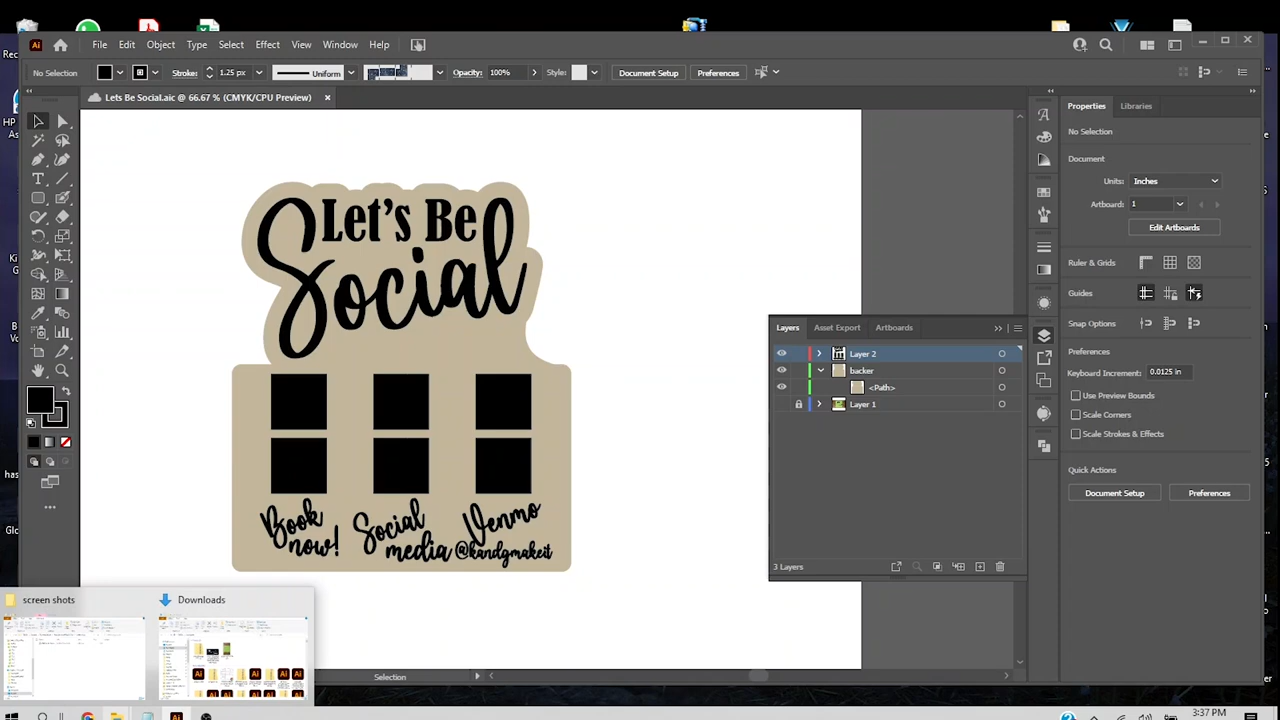 File Edit Object Type Select Effect View Window Help
No Selection Stroke: 1.25 px Uniform Opacity: 100% Style: Document Setup Preferences
Lets Be Social.aic @ 66.67 % (CMYK/CPU Preview)
Properties Libraries
No Selection
Document
Units: Inches
Artboard: 1
Edit Artboards
Ruler & Grids
Guides
Snap Options
Preferences
Keyboard Increment: 0.0125 in
Use Preview Bounds
Scale Corners
Scale Strokes & Effects
Quick Actions
Document Setup Preferences
Layers Asset Export Artboards
Layer 2
backer
<Path>
Layer 1
3 Layers
Let's Be
Social
Book now!
Social media
Venmo
@kandgmakeit
screen shots Downloads
Selection
3:37 PM